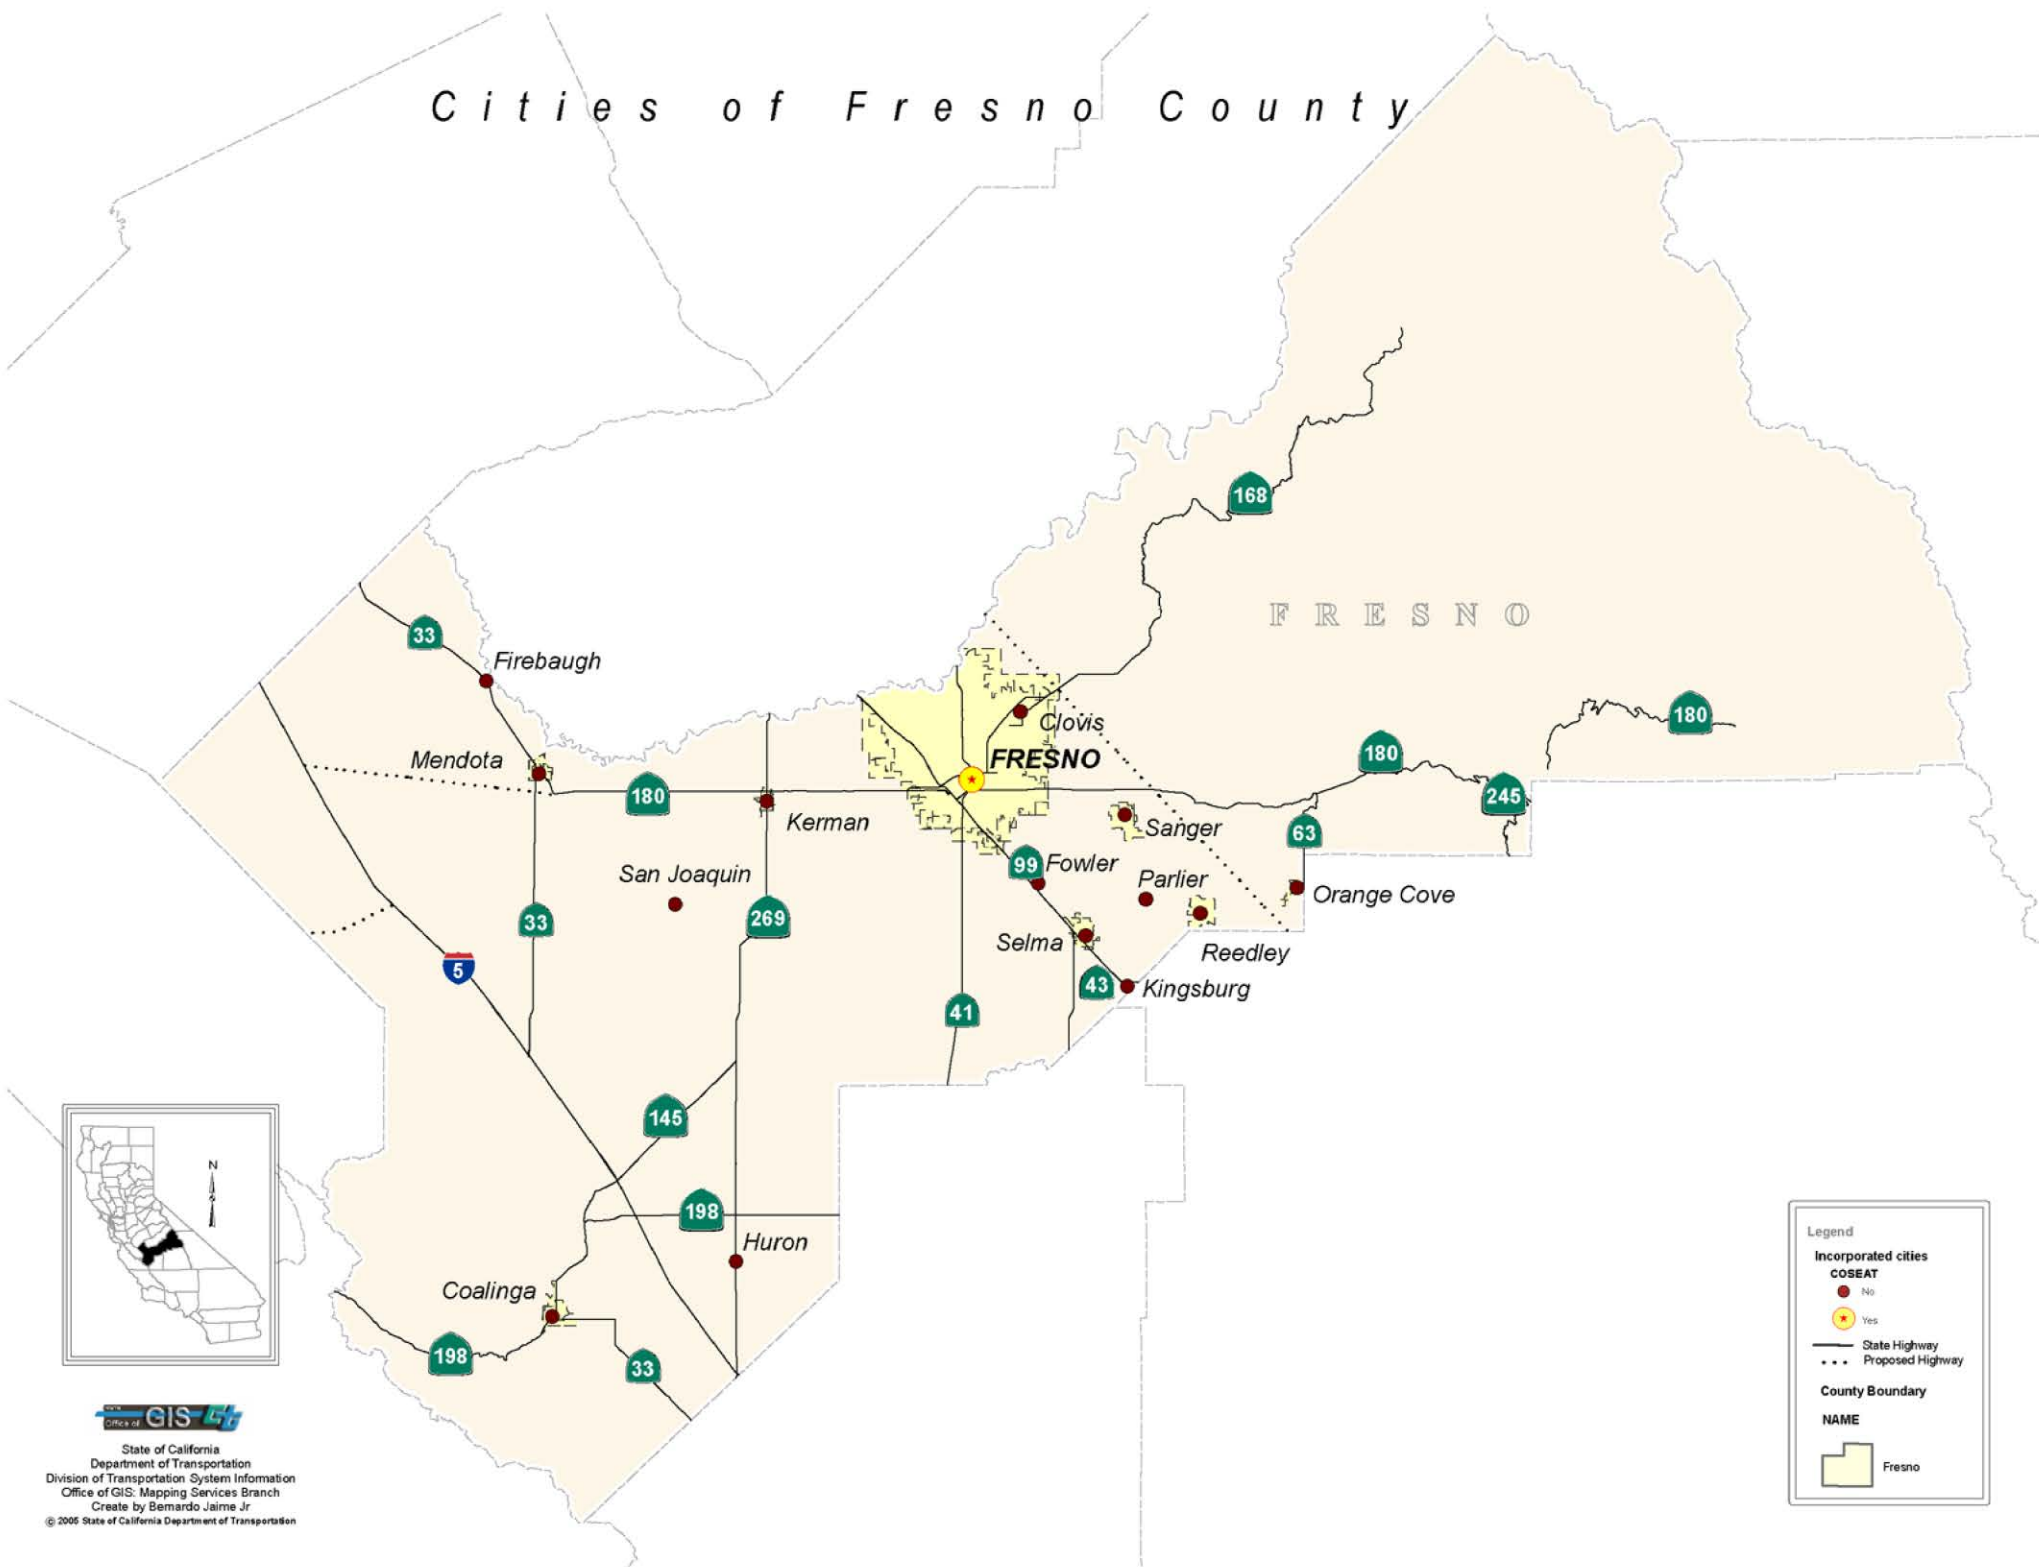 Cities of Fresno County
168
FRESNO
33
Firebaugh
180
Clovis
Mendota
FRESNO
180
180
245
Kerman
Sanger
63
San Joaquin
99
Fowler
Parlier
Orange Cove
33
269
Selma
Reedley
5
43
Kingsburg
41
145
N
198
Huron
Coalinga
198
33
Legend
Incorporated cities
COSEAT
No
Yes
State Highway
Proposed Highway
County Boundary
NAME
Fresno
Office of GIS
State of California
Department of Transportation
Division of Transportation System Information
Office of GIS: Mapping Services Branch
Create by Bernardo Jaime Jr
© 2005 State of California Department of Transportation